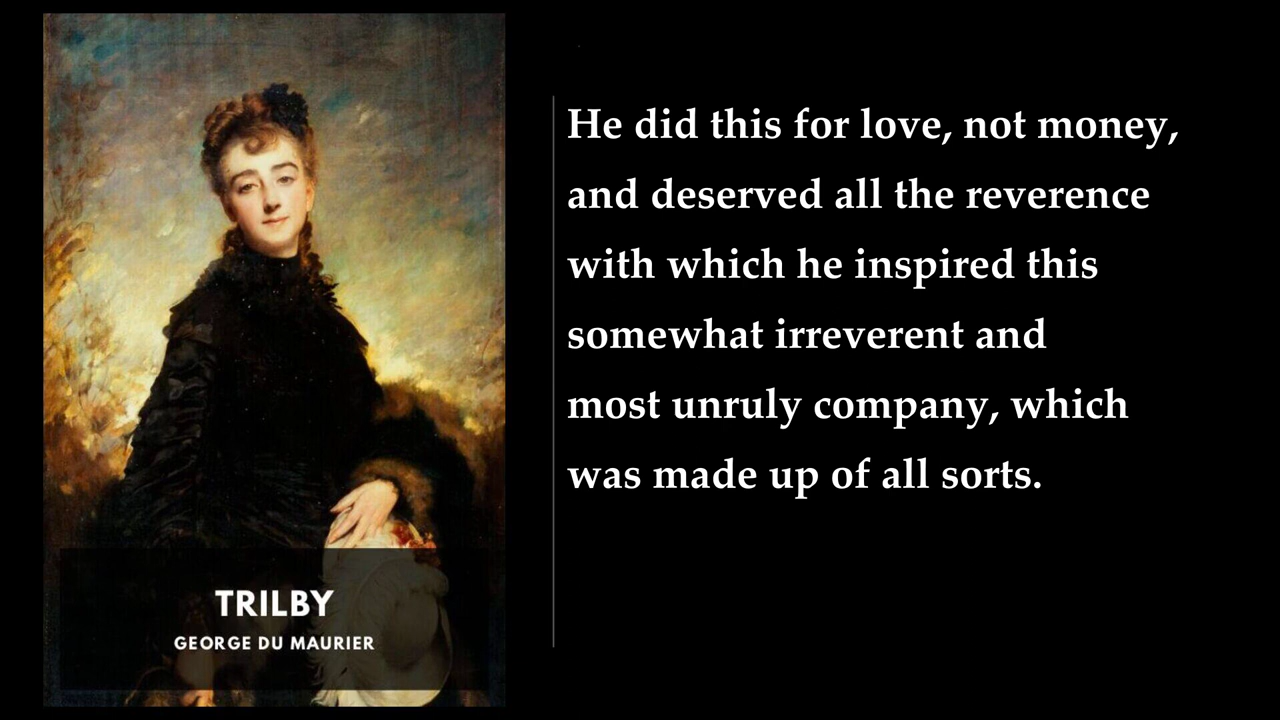 TRILBY
GEORGE DU MAURIER
He did this for love, not money,
and deserved all the reverence
with which he inspired this
somewhat irreverent and
most unruly company, which
was made up of all sorts.